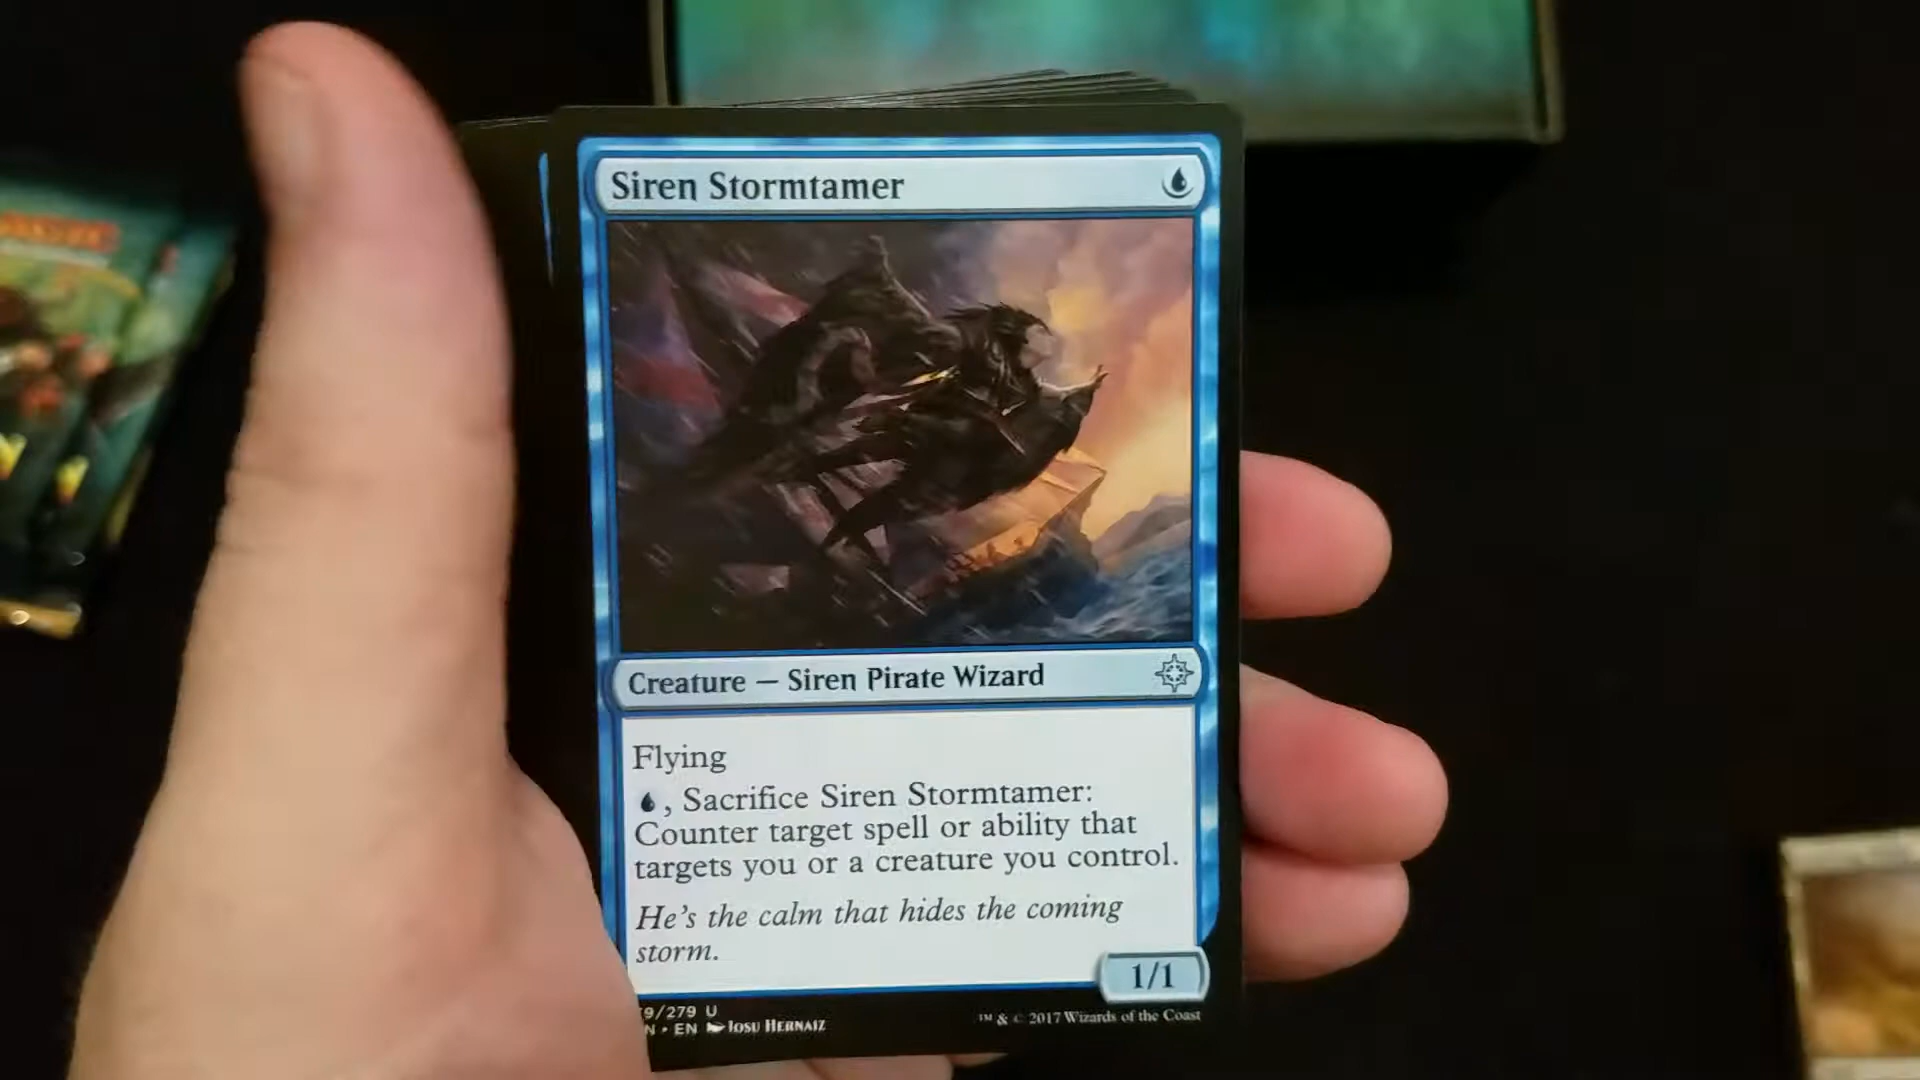 Siren Stormtamer
Creature — Siren Pirate Wizard
Flying
, Sacrifice Siren Stormtamer:
Counter target spell or ability that
targets you or a creature you control.
He's the calm that hides the coming
storm.
1/1
9/279 U
N • EN Iosu Hernaiz
™ & © 2017 Wizards of the Coast